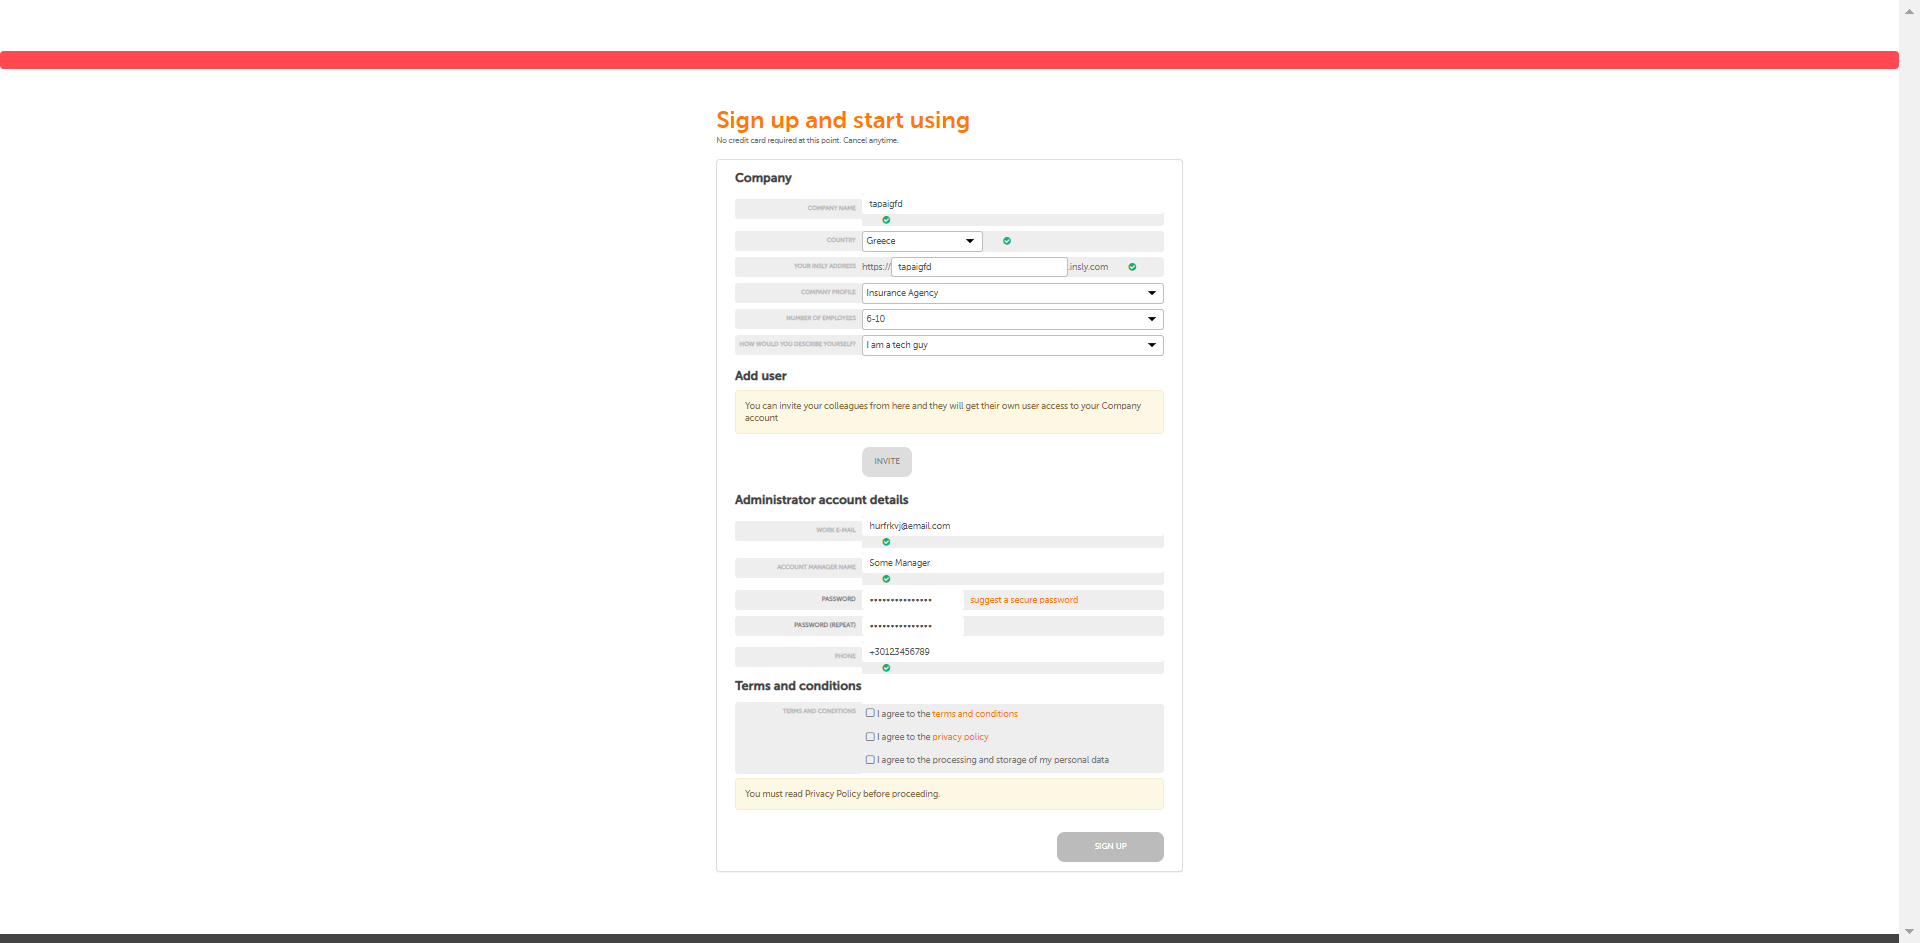 Sign up and start using
No credit card required at this point. Cancel anytime.
Company
COMPANY NAME tapaigfd
COUNTRY Greece
YOUR INSLY ADDRESS https:// tapaigfd .insly.com
COMPANY PROFILE Insurance Agency
NUMBER OF EMPLOYEES 6-10
HOW WOULD YOU DESCRIBE YOURSELF? I am a tech guy
Add user
You can invite your colleagues from here and they will get their own user access to your Company
account
INVITE
Administrator account details
WORK E-MAIL hurfrkvj@email.com
ACCOUNT MANAGER NAME Some Manager
PASSWORD ••••••••••••••• suggest a secure password
PASSWORD (REPEAT) •••••••••••••••
PHONE +30123456789
Terms and conditions
TERMS AND CONDITIONS I agree to the terms and conditions
I agree to the privacy policy
I agree to the processing and storage of my personal data
You must read Privacy Policy before proceeding.
SIGN UP